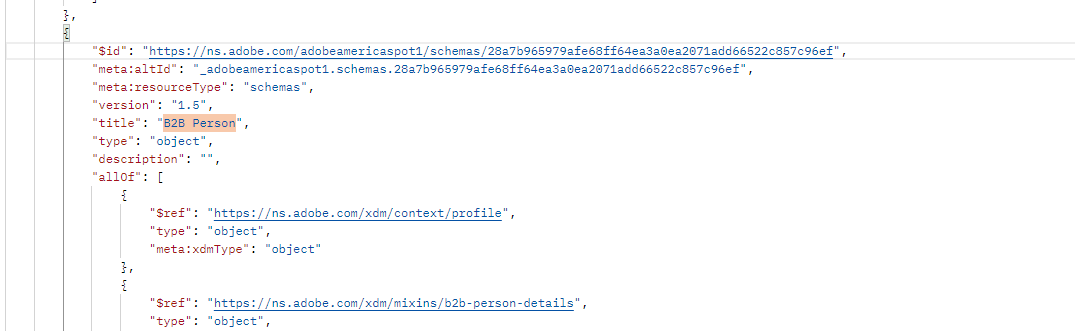 },
{
"$id": "https://ns.adobe.com/adobeamericaspot1/schemas/28a7b965979afe68ff64ea3a0ea2071add66522c857c96ef",
"meta:altId": "_adobeamericaspot1.schemas.28a7b965979afe68ff64ea3a0ea2071add66522c857c96ef",
"meta:resourceType": "schemas",
"version": "1.5",
"title": "B2B Person",
"type": "object",
"description": "",
"allOf": [
{
"$ref": "https://ns.adobe.com/xdm/context/profile",
"type": "object",
"meta:xdmType": "object"
},
{
"$ref": "https://ns.adobe.com/xdm/mixins/b2b-person-details",
"type": "object",